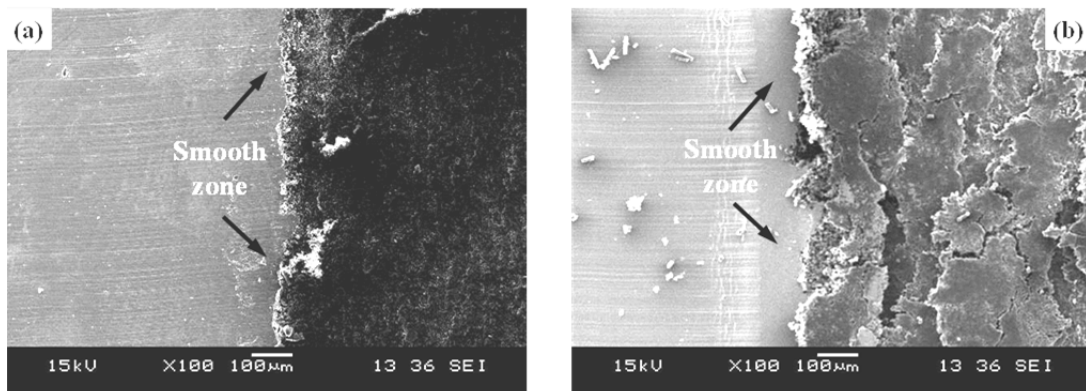 (a)
Smooth
zone
15kV X100 100µm 13 36 SEI
(b)
Smooth
zone
15kV X100 100µm 13 36 SEI